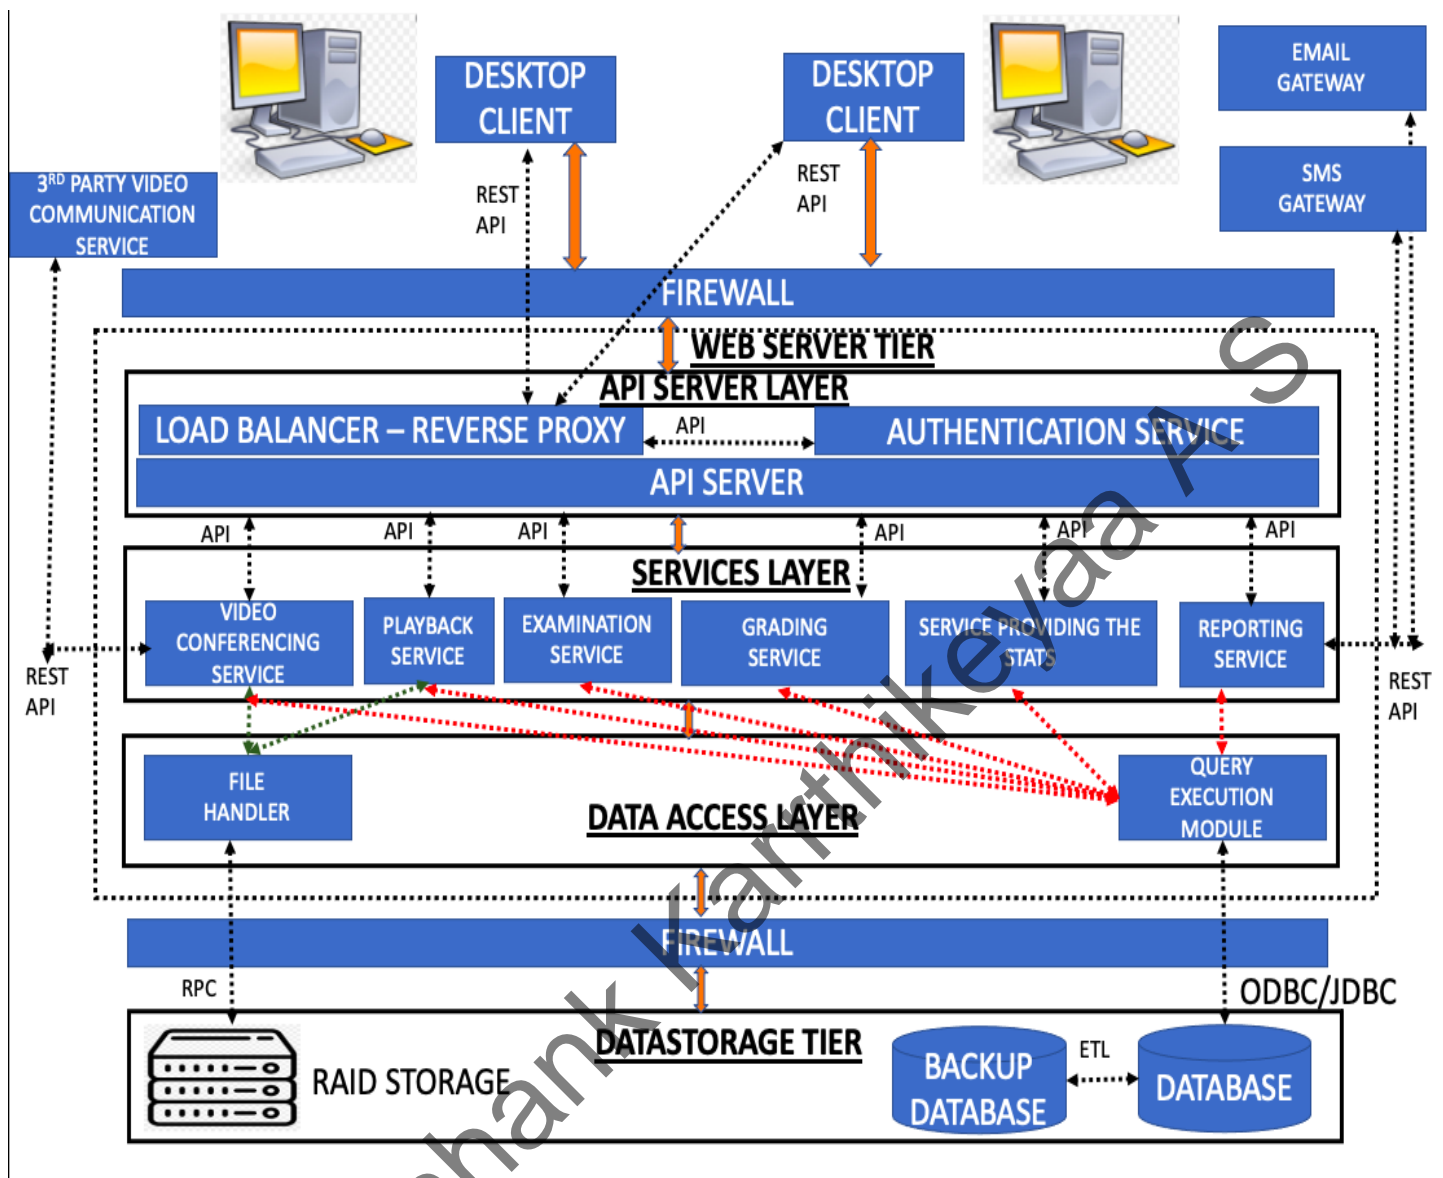 DESKTOP
CLIENT
DESKTOP
CLIENT
EMAIL
GATEWAY
3RD PARTY VIDEO
COMMUNICATION
SERVICE
REST
API
REST
API
SMS
GATEWAY
FIREWALL
WEB SERVER TIER
API SERVER LAYER
LOAD BALANCER – REVERSE PROXY
API
AUTHENTICATION SERVICE
API SERVER
API
API
API
API
API
API
SERVICES LAYER
VIDEO
CONFERENCING
SERVICE
PLAYBACK
SERVICE
EXAMINATION
SERVICE
GRADING
SERVICE
SERVICE PROVIDING THE
STATS
REPORTING
SERVICE
REST
API
REST
API
FILE
HANDLER
DATA ACCESS LAYER
QUERY
EXECUTION
MODULE
FIREWALL
RPC
ODBC/JDBC
DATASTORAGE TIER
RAID STORAGE
BACKUP
DATABASE
ETL
DATABASE
Karrthikeyaa A S